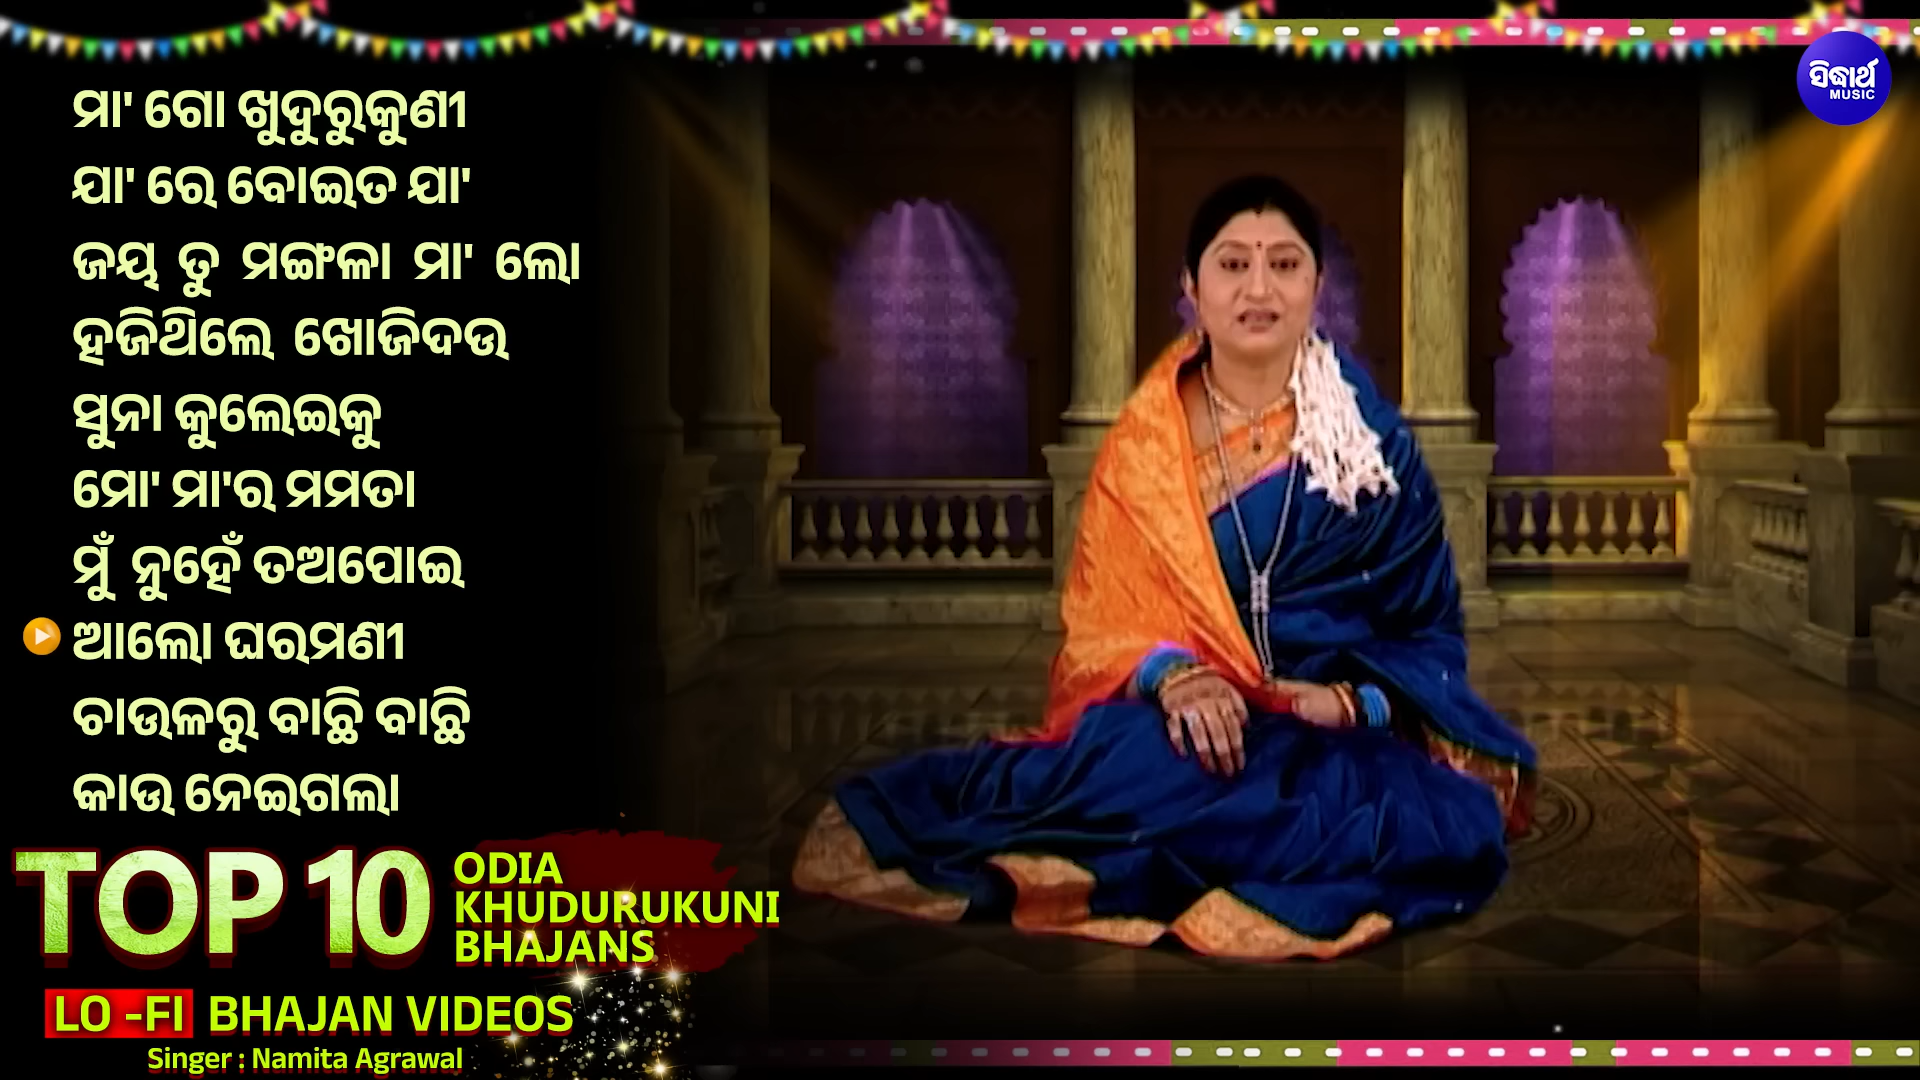 ମା' ଗୋ ଖୁଦୁରୁକୁଣୀ
ଯା' ରେ ବୋଇତ ଯା'
ଜୟ ତୁ ମଙ୍ଗଳା ମା' ଲୋ
ହଜିଥିଲେ ଖୋଜିଦଉ
ସୁନା କୁଲେଇକୁ
ମୋ' ମା'ର ମମତା
ମୁଁ ନୁହେଁ ତଅପୋଇ
ଆଲୋ ଘରମଣୀ
ଚାଉଳରୁ ବାଛି ବାଛି
କାଉ ନେଇଗଲା
TOP 10
ODIA
KHUDURUKUNI
BHAJANS
LO -FI BHAJAN VIDEOS
Singer : Namita Agrawal
ସିଦ୍ଧାର୍ଥ
MUSIC